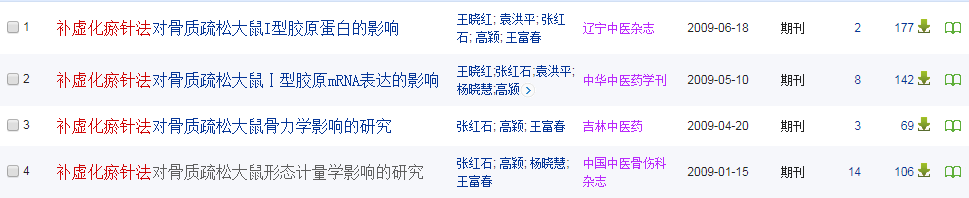 1 补虚化瘀针法对骨质疏松大鼠I型胶原蛋白的影响 王晓红; 袁洪平; 张红石; 高颖; 王富春 辽宁中医杂志 2009-06-18 期刊 2 177
2 补虚化瘀针法对骨质疏松大鼠Ⅰ型胶原mRNA表达的影响 王晓红;张红石;袁洪平;杨晓慧;高颖 中华中医药学刊 2009-05-10 期刊 8 142
3 补虚化瘀针法对骨质疏松大鼠骨力学影响的研究 张红石; 高颖; 王富春 吉林中医药 2009-04-20 期刊 3 69
4 补虚化瘀针法对骨质疏松大鼠形态计量学影响的研究 张红石; 高颖; 杨晓慧; 王富春 中国中医骨伤科杂志 2009-01-15 期刊 14 106